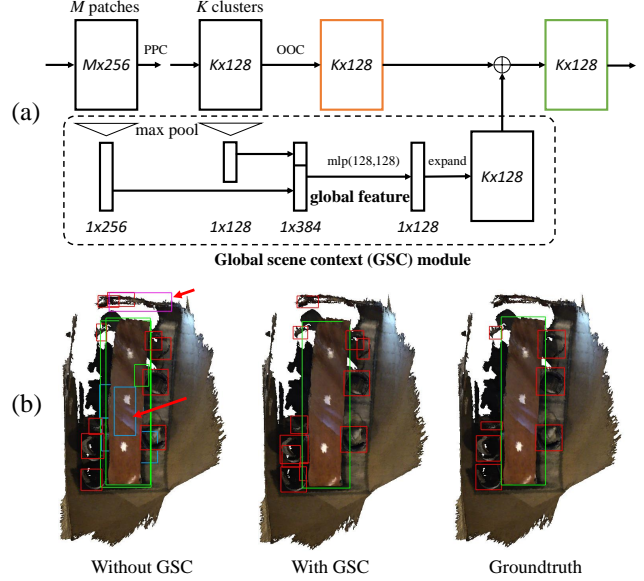 M patches
K clusters
PPC
OOC
Mx256
Kx128
Kx128
Kx128
(a)
max pool
mlp(128,128)
expand
global feature
Kx128
1x256
1x128
1x384
1x128
Global scene context (GSC) module
(b)
Without GSC
With GSC
Groundtruth